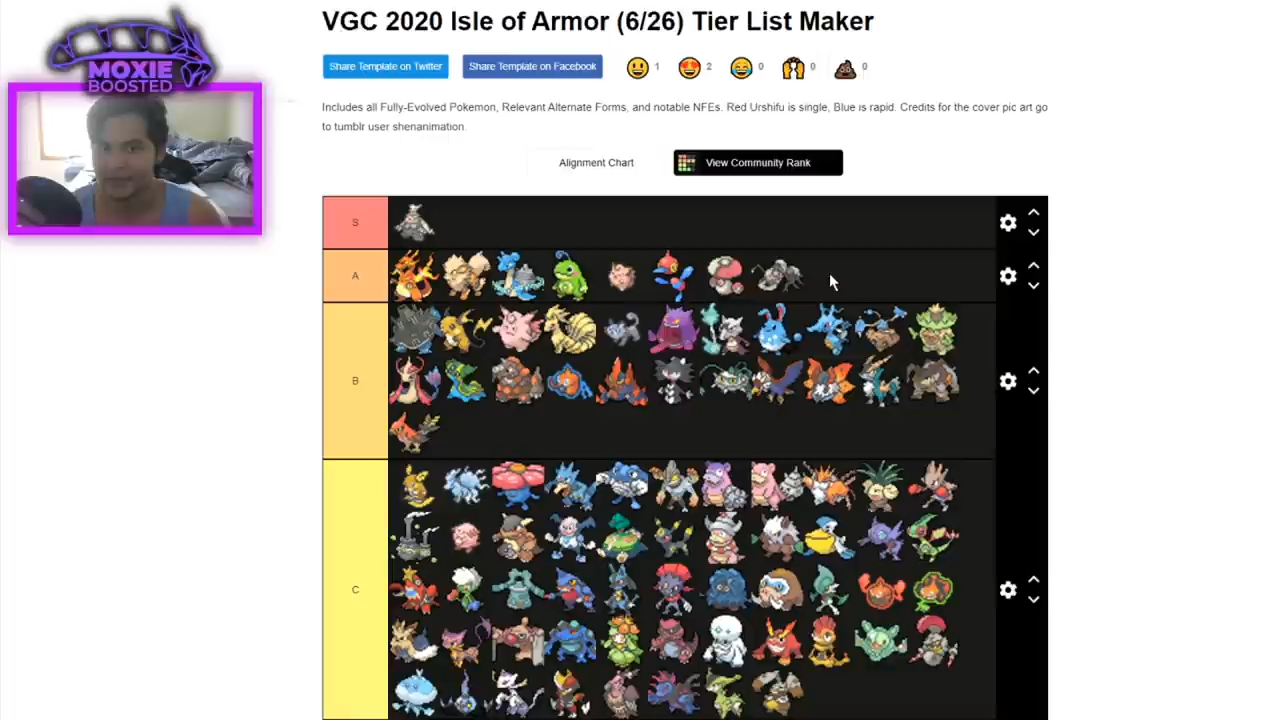 VGC 2020 Isle of Armor (6/26) Tier List Maker
MOXIE
BOOSTED
Share Template on Twitter
Share Template on Facebook
1
2
0
0
0
Includes all Fully-Evolved Pokemon, Relevant Alternate Forms, and notable NFEs. Red Urshifu is single, Blue is rapid. Credits for the cover pic art go
to tumblr user shenanimation.
Alignment Chart
View Community Rank
S
A
B
C